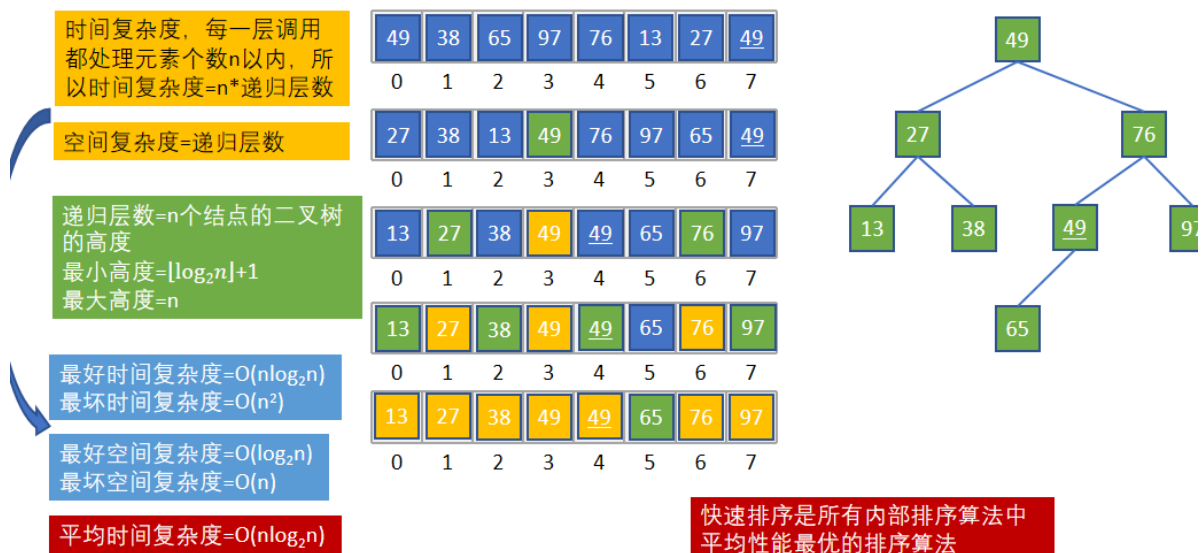 时间复杂度，每一层调用
都处理元素个数n以内，所
以时间复杂度=n*递归层数
空间复杂度=递归层数
递归层数=n个结点的二叉树
的高度
最小高度=⌊log₂n⌋+1
最大高度=n
最好时间复杂度=O(nlog₂n)
最坏时间复杂度=O(n²)
最好空间复杂度=O(log₂n)
最坏空间复杂度=O(n)
平均时间复杂度=O(nlog₂n)
49 38 65 97 76 13 27 49
0 1 2 3 4 5 6 7
27 38 13 49 76 97 65 49
0 1 2 3 4 5 6 7
13 27 38 49 49 65 76 97
0 1 2 3 4 5 6 7
13 27 38 49 49 65 76 97
0 1 2 3 4 5 6 7
13 27 38 49 49 65 76 97
0 1 2 3 4 5 6 7
49
27 76
13 38 49 97
65
快速排序是所有内部排序算法中
平均性能最优的排序算法